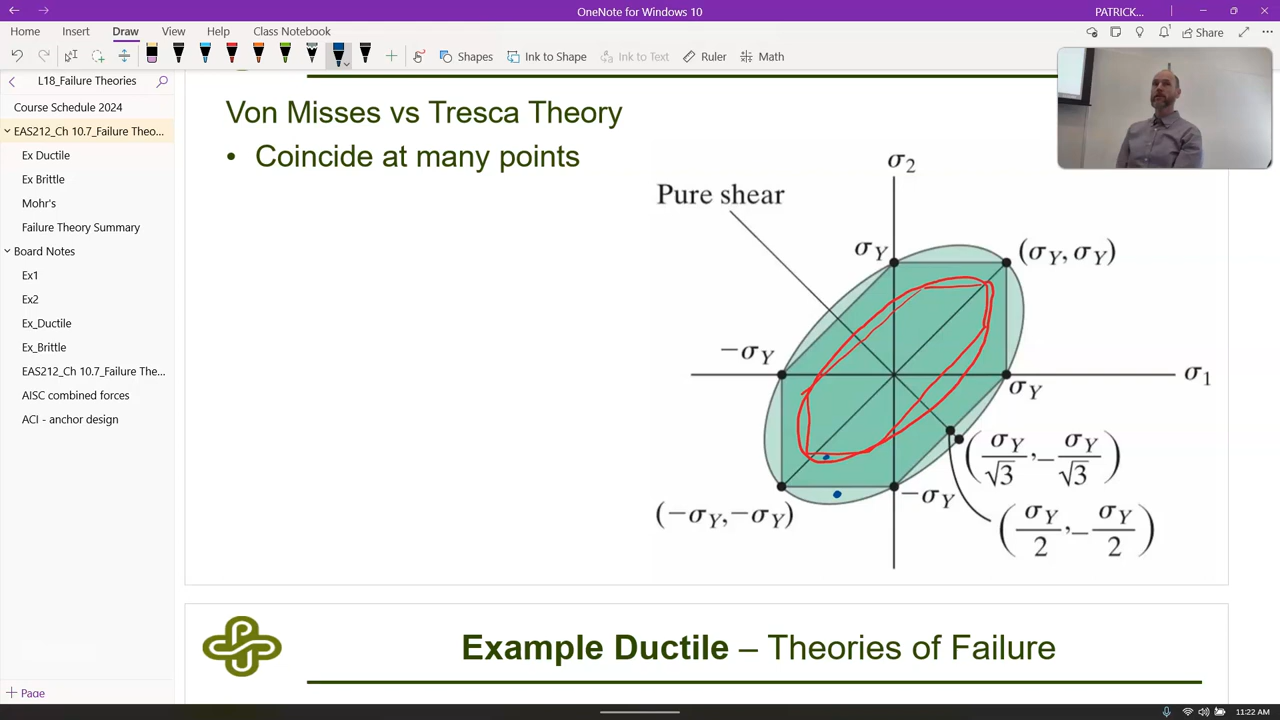 OneNote for Windows 10
PATRICK...
Home
Insert
Draw
View
Help
Class Notebook
Share
Shapes
Ink to Shape
Ink to Text
Ruler
Math
L18_Failure Theories
Course Schedule 2024
EAS212_Ch 10.7_Failure Theo...
Ex Ductile
Ex Brittle
Mohr's
Failure Theory Summary
Board Notes
Ex1
Ex2
Ex_Ductile
Ex_Brittle
EAS212_Ch 10.7_Failure The...
AISC combined forces
ACI - anchor design
+ Page
Von Misses vs Tresca Theory
• Coincide at many points
σ2
Pure shear
σY
(σY, σY)
−σY
σ1
σY
(σY/√3, −σY/√3)
−σY
(−σY, −σY)
(σY/2, −σY/2)
Example Ductile – Theories of Failure
11:22 AM